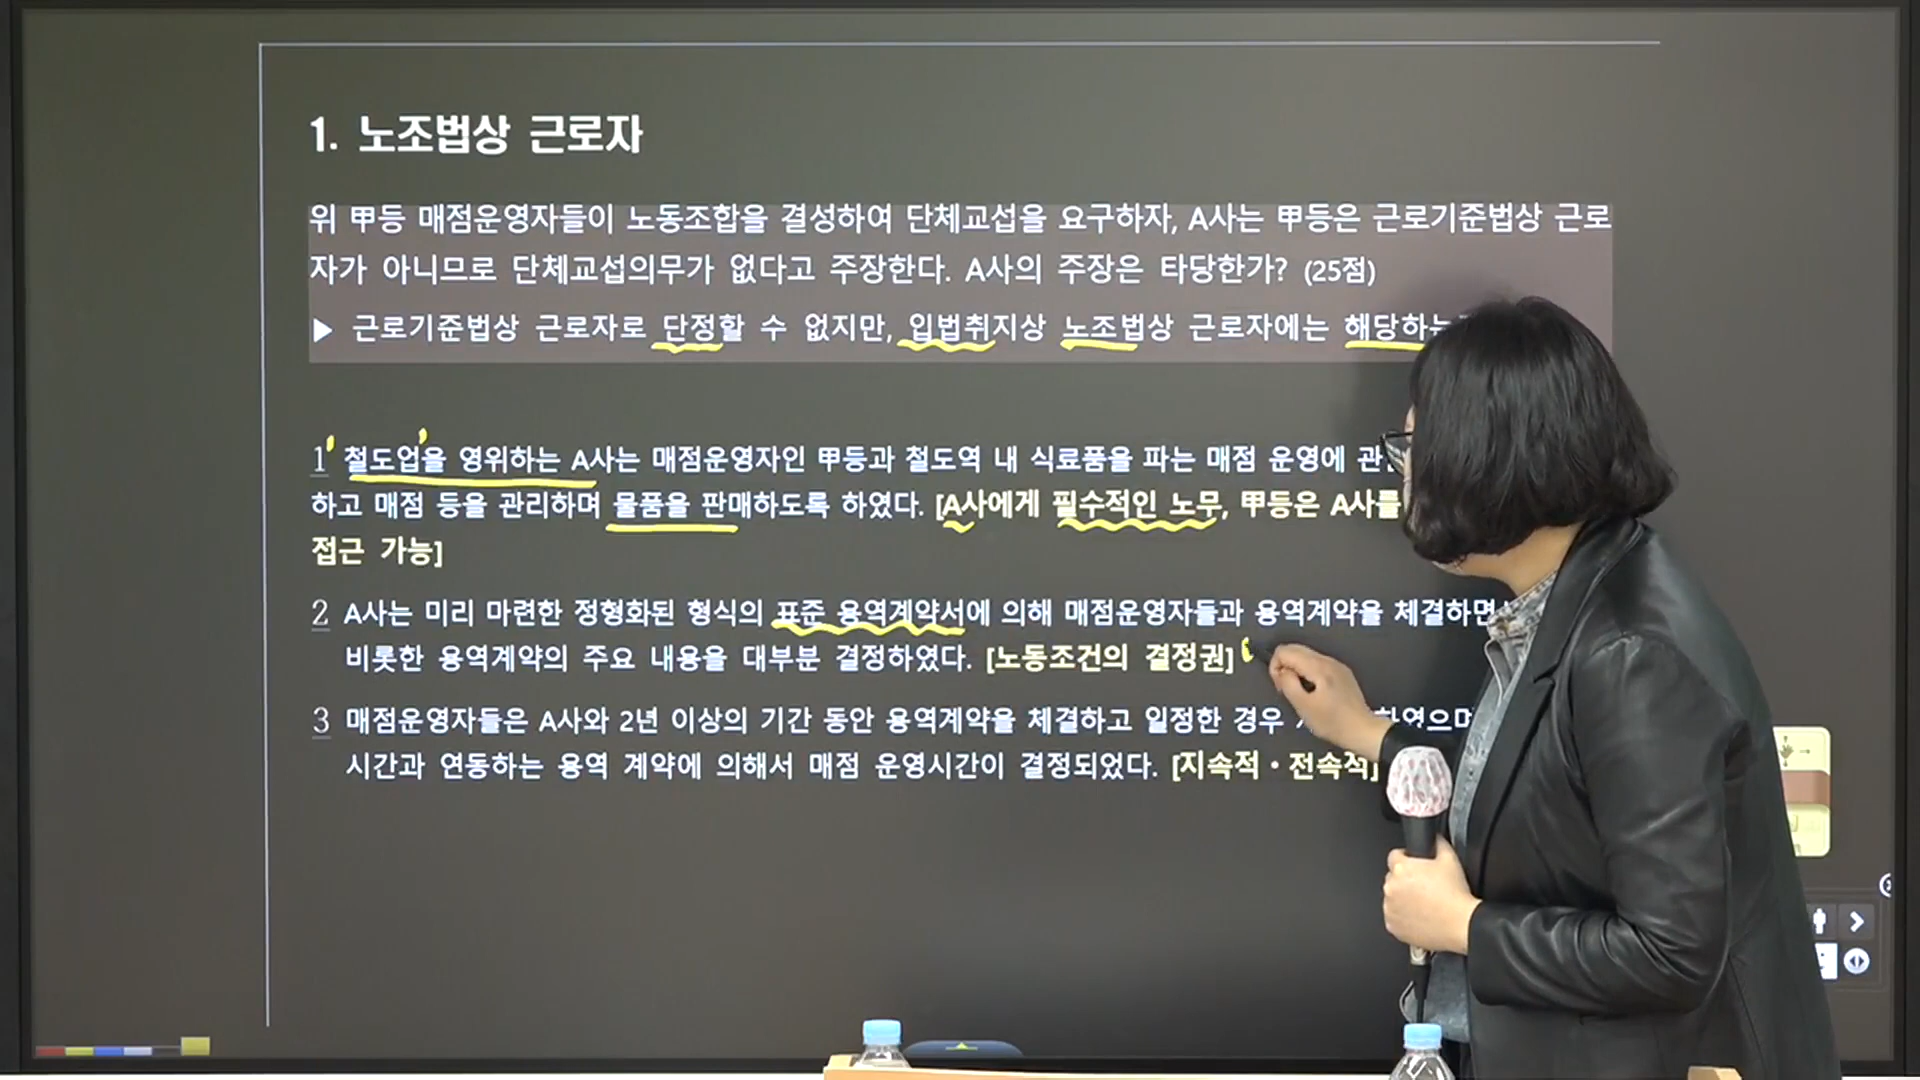 1. 노조법상 근로자
위 甲등 매점운영자들이 노동조합을 결성하여 단체교섭을 요구하자, A사는 甲등은 근로기준법상 근로
자가 아니므로 단체교섭의무가 없다고 주장한다. A사의 주장은 타당한가? (25점)
▶ 근로기준법상 근로자로 단정할 수 없지만, 입법취지상 노조법상 근로자에는 해당하는
1 철도업을 영위하는 A사는 매점운영자인 甲등과 철도역 내 식료품을 파는 매점 운영에
하고 매점 등을 관리하며 물품을 판매하도록 하였다. [A사에게 필수적인 노무, 甲등은 A사를
접근 가능]
2 A사는 미리 마련한 정형화된 형식의 표준 용역계약서에 의해 매점운영자들과 용역계약을 체결하면
비롯한 용역계약의 주요 내용을 대부분 결정하였다. [노동조건의 결정권]
3 매점운영자들은 A사와 2년 이상의 기간 동안 용역계약을 체결하고 일정한 경우
시간과 연동하는 용역 계약에 의해서 매점 운영시간이 결정되었다. [지속적・전속적]